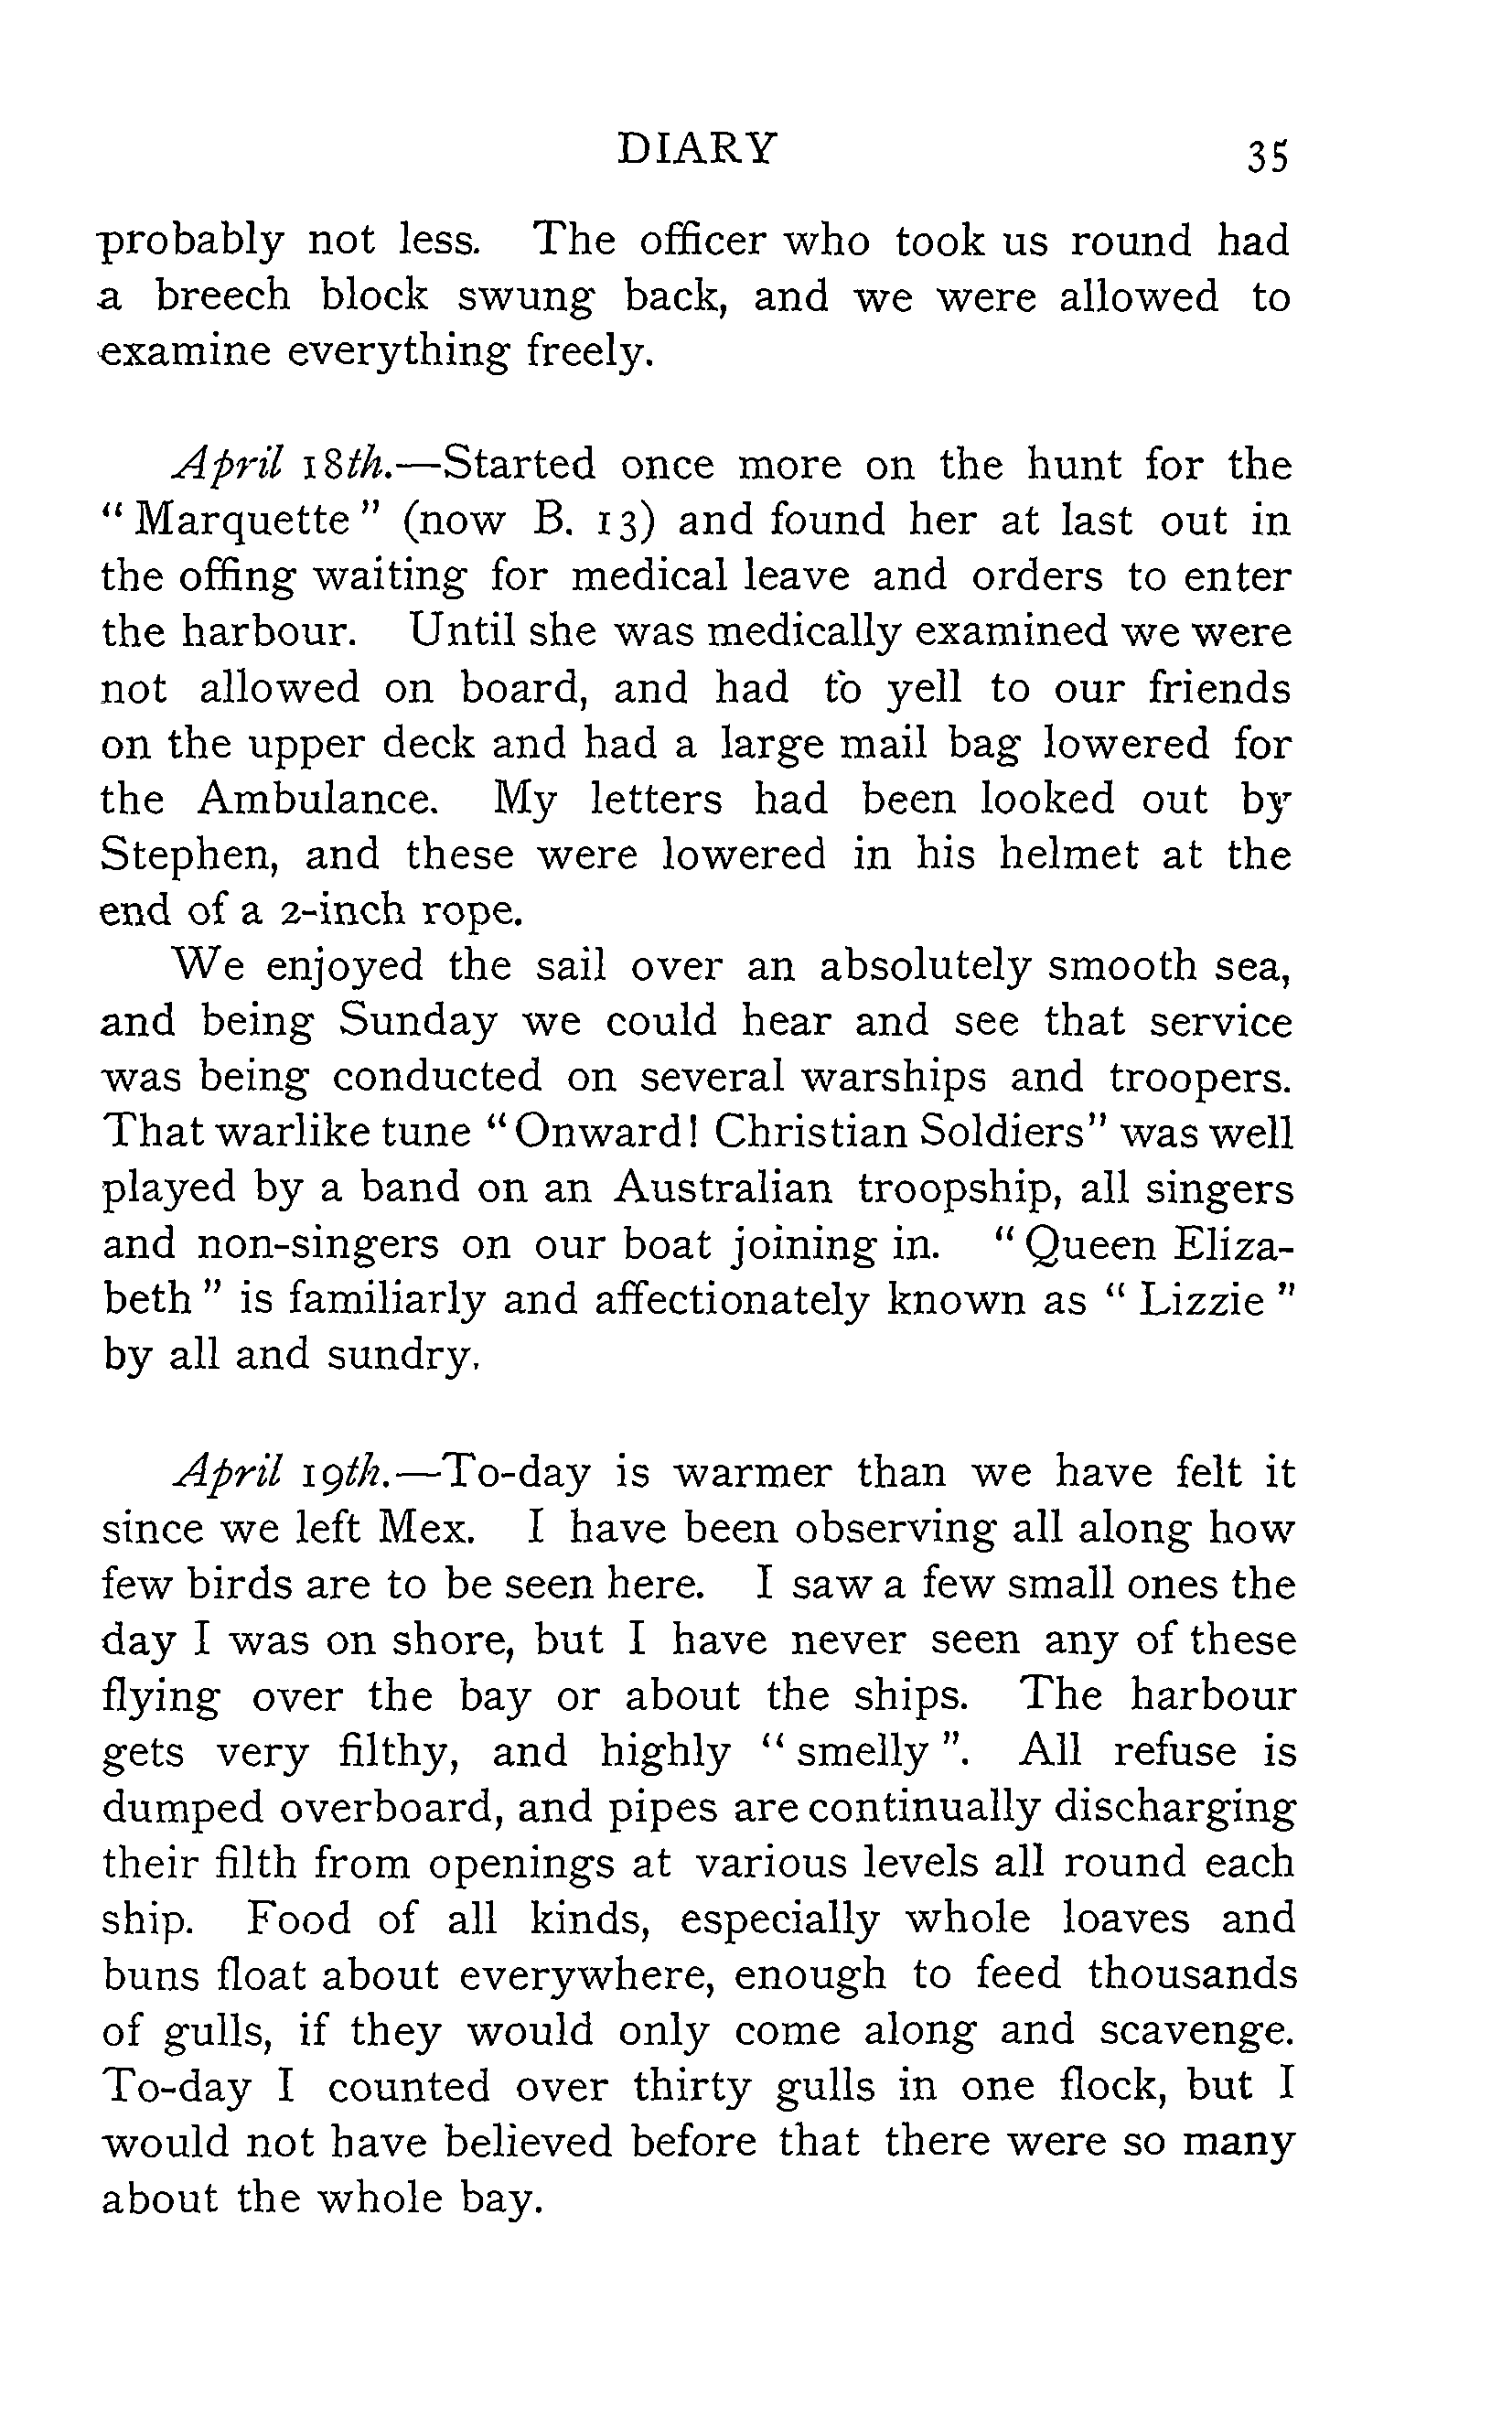 DIARY 35
probably not less. The officer who took us round had
a breech block swung back, and we were allowed to
examine everything freely.
April 18th.—Started once more on the hunt for the
“Marquette” (now B. 13) and found her at last out in
the offing waiting for medical leave and orders to enter
the harbour. Until she was medically examined we were
not allowed on board, and had to yell to our friends
on the upper deck and had a large mail bag lowered for
the Ambulance. My letters had been looked out by
Stephen, and these were lowered in his helmet at the
end of a 2-inch rope.
We enjoyed the sail over an absolutely smooth sea,
and being Sunday we could hear and see that service
was being conducted on several warships and troopers.
That warlike tune “Onward! Christian Soldiers” was well
played by a band on an Australian troopship, all singers
and non-singers on our boat joining in. “Queen Eliza-
beth” is familiarly and affectionately known as “Lizzie”
by all and sundry.
April 19th.—To-day is warmer than we have felt it
since we left Mex. I have been observing all along how
few birds are to be seen here. I saw a few small ones the
day I was on shore, but I have never seen any of these
flying over the bay or about the ships. The harbour
gets very filthy, and highly “smelly”. All refuse is
dumped overboard, and pipes are continually discharging
their filth from openings at various levels all round each
ship. Food of all kinds, especially whole loaves and
buns float about everywhere, enough to feed thousands
of gulls, if they would only come along and scavenge.
To-day I counted over thirty gulls in one flock, but I
would not have believed before that there were so many
about the whole bay.